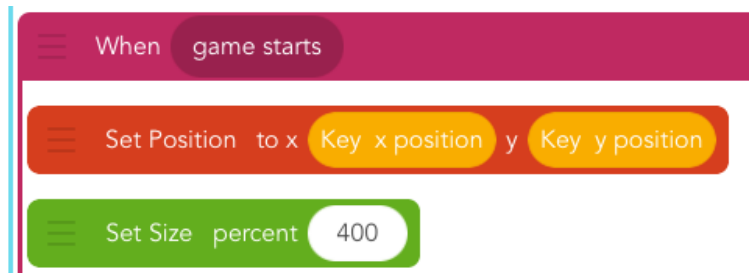 When game starts
Set Position to x Key x position y Key y position
Set Size percent 400